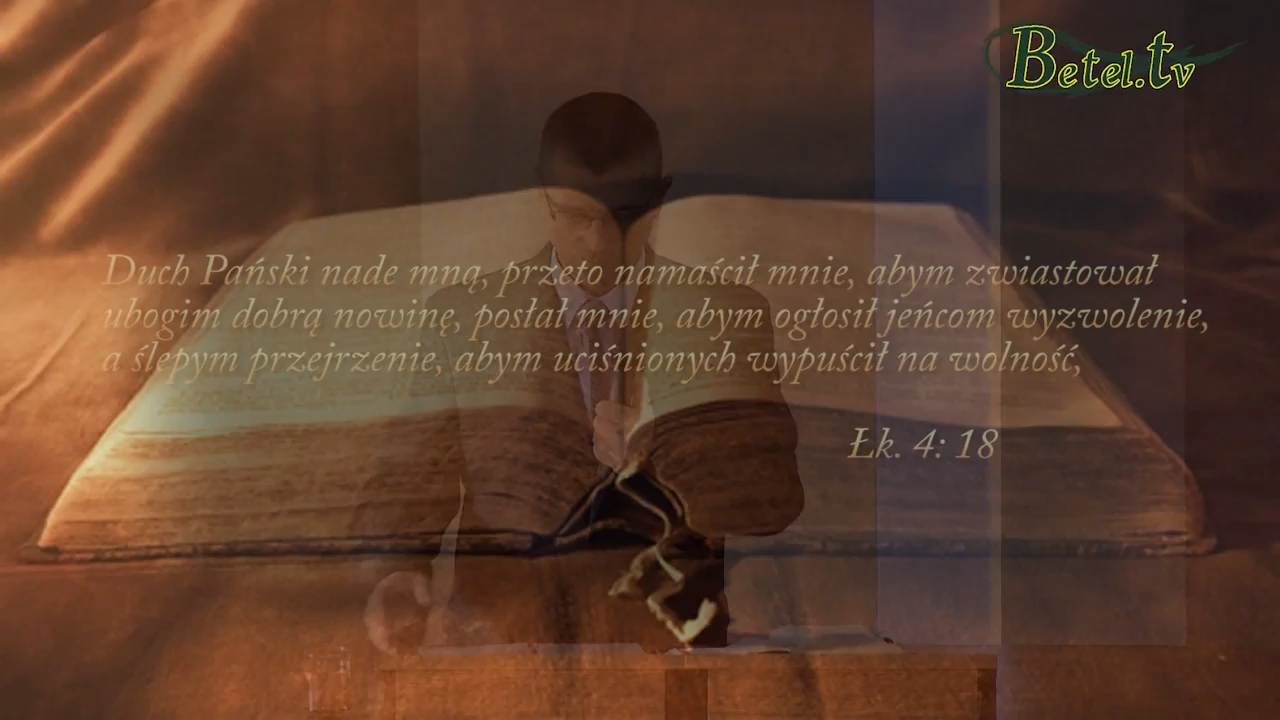 Betel.tv
Duch Pański nade mną, przeto namaścił mnie, abym zwiastował
ubogim dobrą nowinę, posłał mnie, abym ogłosił jeńcom wyzwolenie,
a ślepym przejrzenie, abym uciśnionych wypuścił na wolność,
Łk. 4: 18